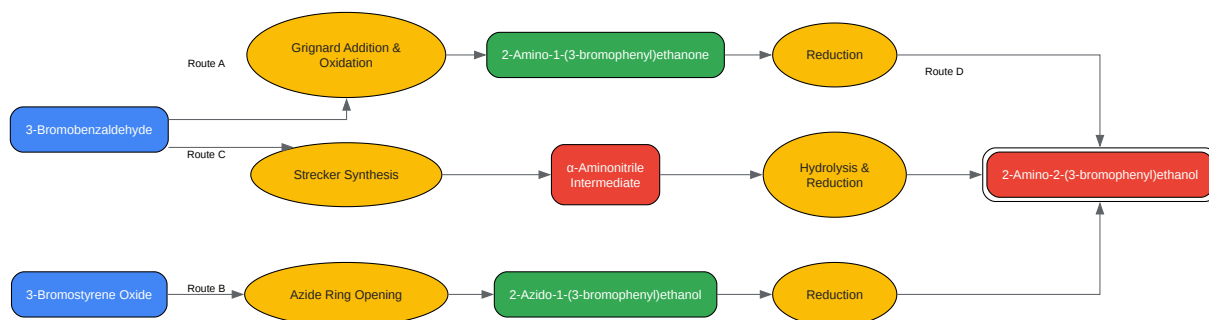 Grignard Addition &
Oxidation
2-Amino-1-(3-bromophenyl)ethanone
Reduction
Route A
Route D
3-Bromobenzaldehyde
Route C
Strecker Synthesis
α-Aminonitrile
Intermediate
Hydrolysis &
Reduction
2-Amino-2-(3-bromophenyl)ethanol
3-Bromostyrene Oxide
Route B
Azide Ring Opening
2-Azido-1-(3-bromophenyl)ethanol
Reduction